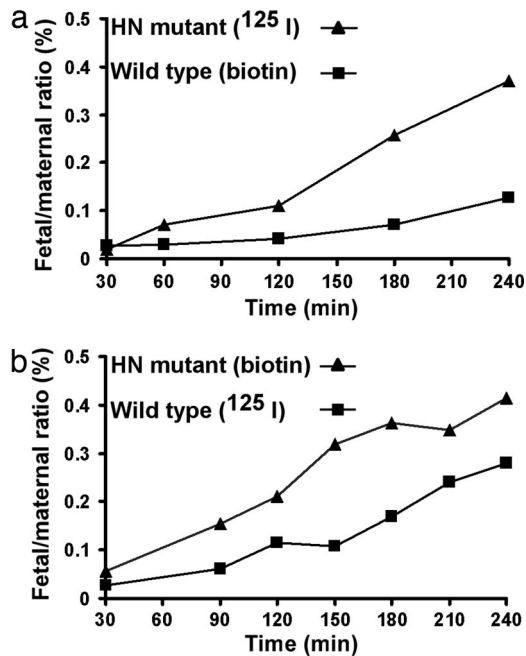 a
HN mutant (125 I)
Wild type (biotin)
Fetal/maternal ratio (%)
0.5
0.4
0.3
0.2
0.1
0
30 60 90 120 150 180 210 240
Time (min)
b
HN mutant (biotin)
Wild type (125 I)
Fetal/maternal ratio (%)
0.5
0.4
0.3
0.2
0.1
0
30 60 90 120 150 180 210 240
Time (min)